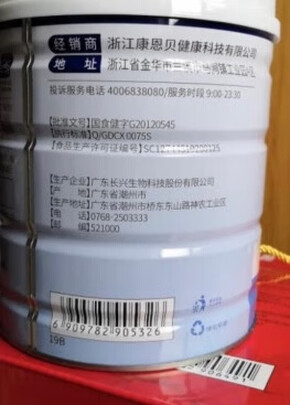 经销商 浙江康恩贝健康科技有限公司
地址 浙江省金华市
投诉服务电话 4006838080/服务时段 9:00-23:30
[批准文号] 国食健字G20120545
[执行标准] Q/GDCX 0075S
[食品生产许可证编号]
[生产企业] 广东长兴生物科技股份有限公司
[产地] 广东省潮州市
[生产地址] 广东省潮州市桥东东山路神农工业区
[电话] 0768-2503333
[邮编] 521000
6 909782 905326
19B